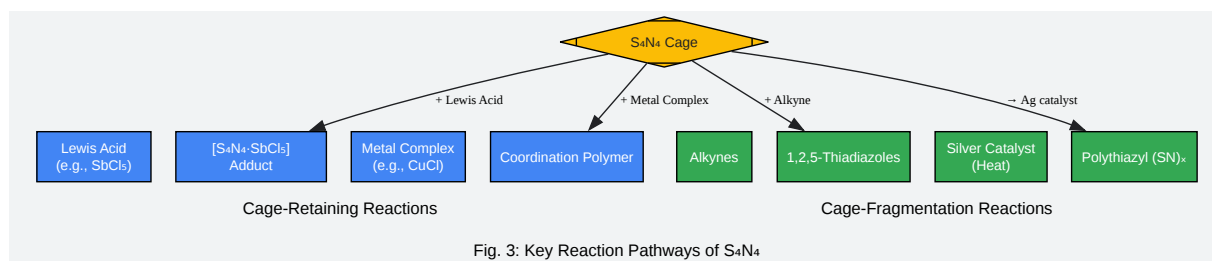 S₄N₄ Cage
+ Lewis Acid
+ Metal Complex
+ Alkyne
→ Ag catalyst
Lewis Acid
(e.g., SbCl₅)
[S₄N₄·SbCl₅]
Adduct
Metal Complex
(e.g., CuCl)
Coordination Polymer
Alkynes
1,2,5-Thiadiazoles
Silver Catalyst
(Heat)
Polythiazyl (SN)ₓ
Cage-Retaining Reactions
Cage-Fragmentation Reactions
Fig. 3: Key Reaction Pathways of S₄N₄